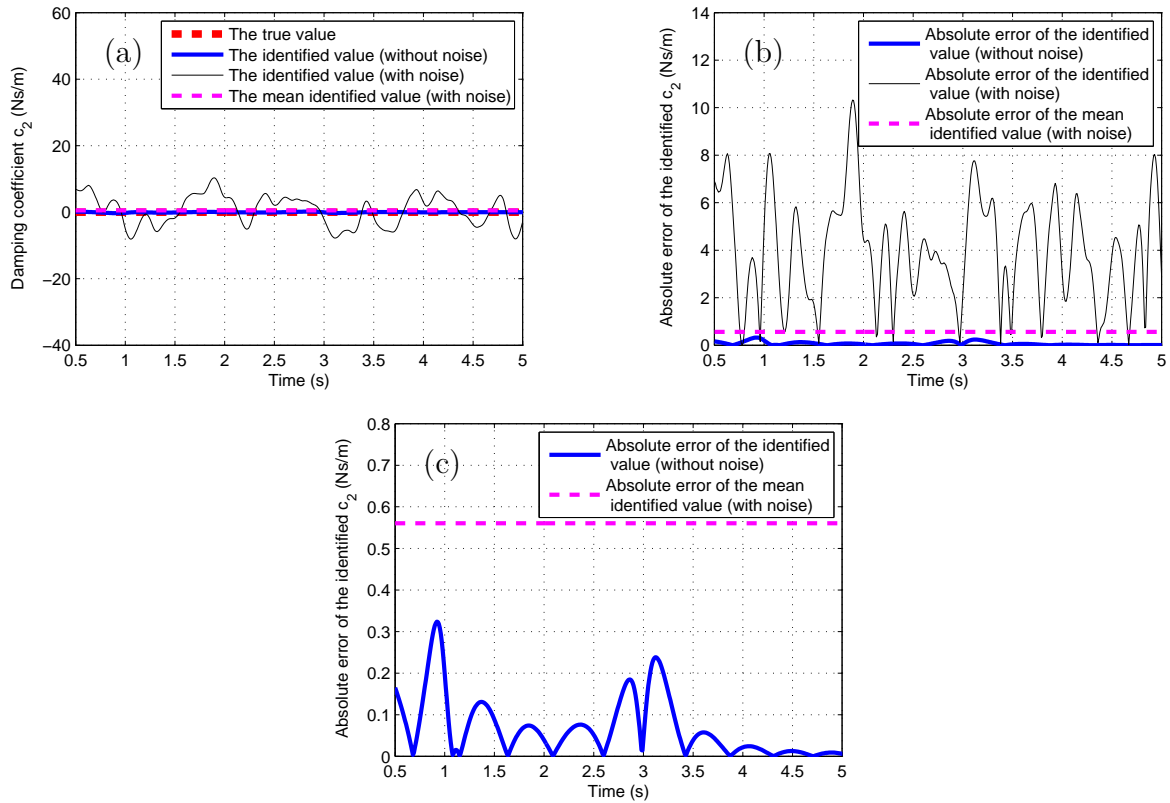 (a)
The true value
The identified value (without noise)
The identified value (with noise)
The mean identified value (with noise)
Damping coefficient c2 (Ns/m)
60
40
20
0
−20
−40
0.5 1 1.5 2 2.5 3 3.5 4 4.5 5
Time (s)
(b)
Absolute error of the identified
value (without noise)
Absolute error of the identified
value (with noise)
Absolute error of the mean
identified value (with noise)
Absolute error of the identified c2 (Ns/m)
14
12
10
8
6
4
2
0
0.5 1 1.5 2 2.5 3 3.5 4 4.5 5
Time (s)
(c)
Absolute error of the identified
value (without noise)
Absolute error of the mean
identified value (with noise)
Absolute error of the identified c2 (Ns/m)
0.8
0.7
0.6
0.5
0.4
0.3
0.2
0.1
0
0.5 1 1.5 2 2.5 3 3.5 4 4.5 5
Time (s)